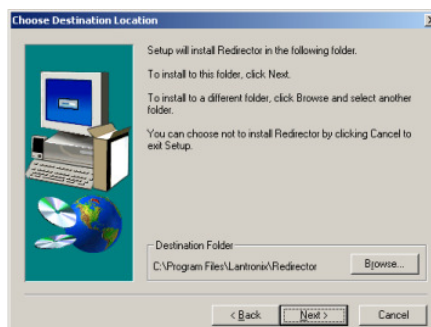 Choose Destination Location
Setup will install Redirector in the following folder.
To install to this folder, click Next.
To install to a different folder, click Browse and select another
folder.
You can choose not to install Redirector by clicking Cancel to
exit Setup.
Destination Folder
C:\Program Files\Lantronix\Redirector
Browse...
< Back
Next >
Cancel